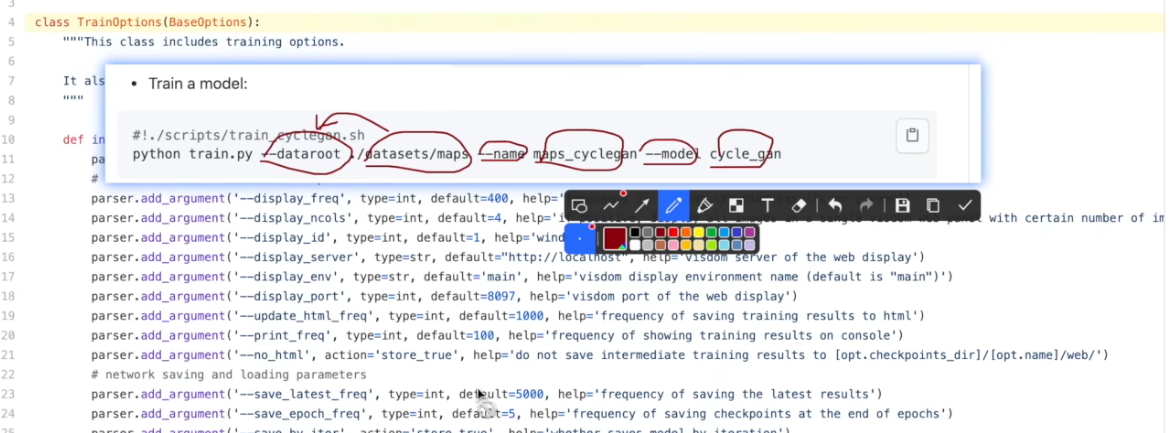 3
4 class TrainOptions(BaseOptions):
5 """This class includes training options.
6
7 It als
8 """
9
10 def in
11 pa
12 #
• Train a model:
#!./scripts/train_cyclegan.sh
python train.py --dataroot ./datasets/maps --name maps_cyclegan --model cycle_gan
13 parser.add_argument('--display_freq', type=int, default=400, help='
14 parser.add_argument('--display_ncols', type=int, default=4, help='i with certain number of im
15 parser.add_argument('--display_id', type=int, default=1, help='wind
16 parser.add_argument('--display_server', type=str, default="http://localhost", help='visdom server of the web display')
17 parser.add_argument('--display_env', type=str, default='main', help='visdom display environment name (default is "main")')
18 parser.add_argument('--display_port', type=int, default=8097, help='visdom port of the web display')
19 parser.add_argument('--update_html_freq', type=int, default=1000, help='frequency of saving training results to html')
20 parser.add_argument('--print_freq', type=int, default=100, help='frequency of showing training results on console')
21 parser.add_argument('--no_html', action='store_true', help='do not save intermediate training results to [opt.checkpoints_dir]/[opt.name]/web/')
22 # network saving and loading parameters
23 parser.add_argument('--save_latest_freq', type=int, default=5000, help='frequency of saving the latest results')
24 parser.add_argument('--save_epoch_freq', type=int, default=5, help='frequency of saving checkpoints at the end of epochs')
25 parser.add_argument('--save_by_iter', action='store_true', help='whether saves model by iteration')